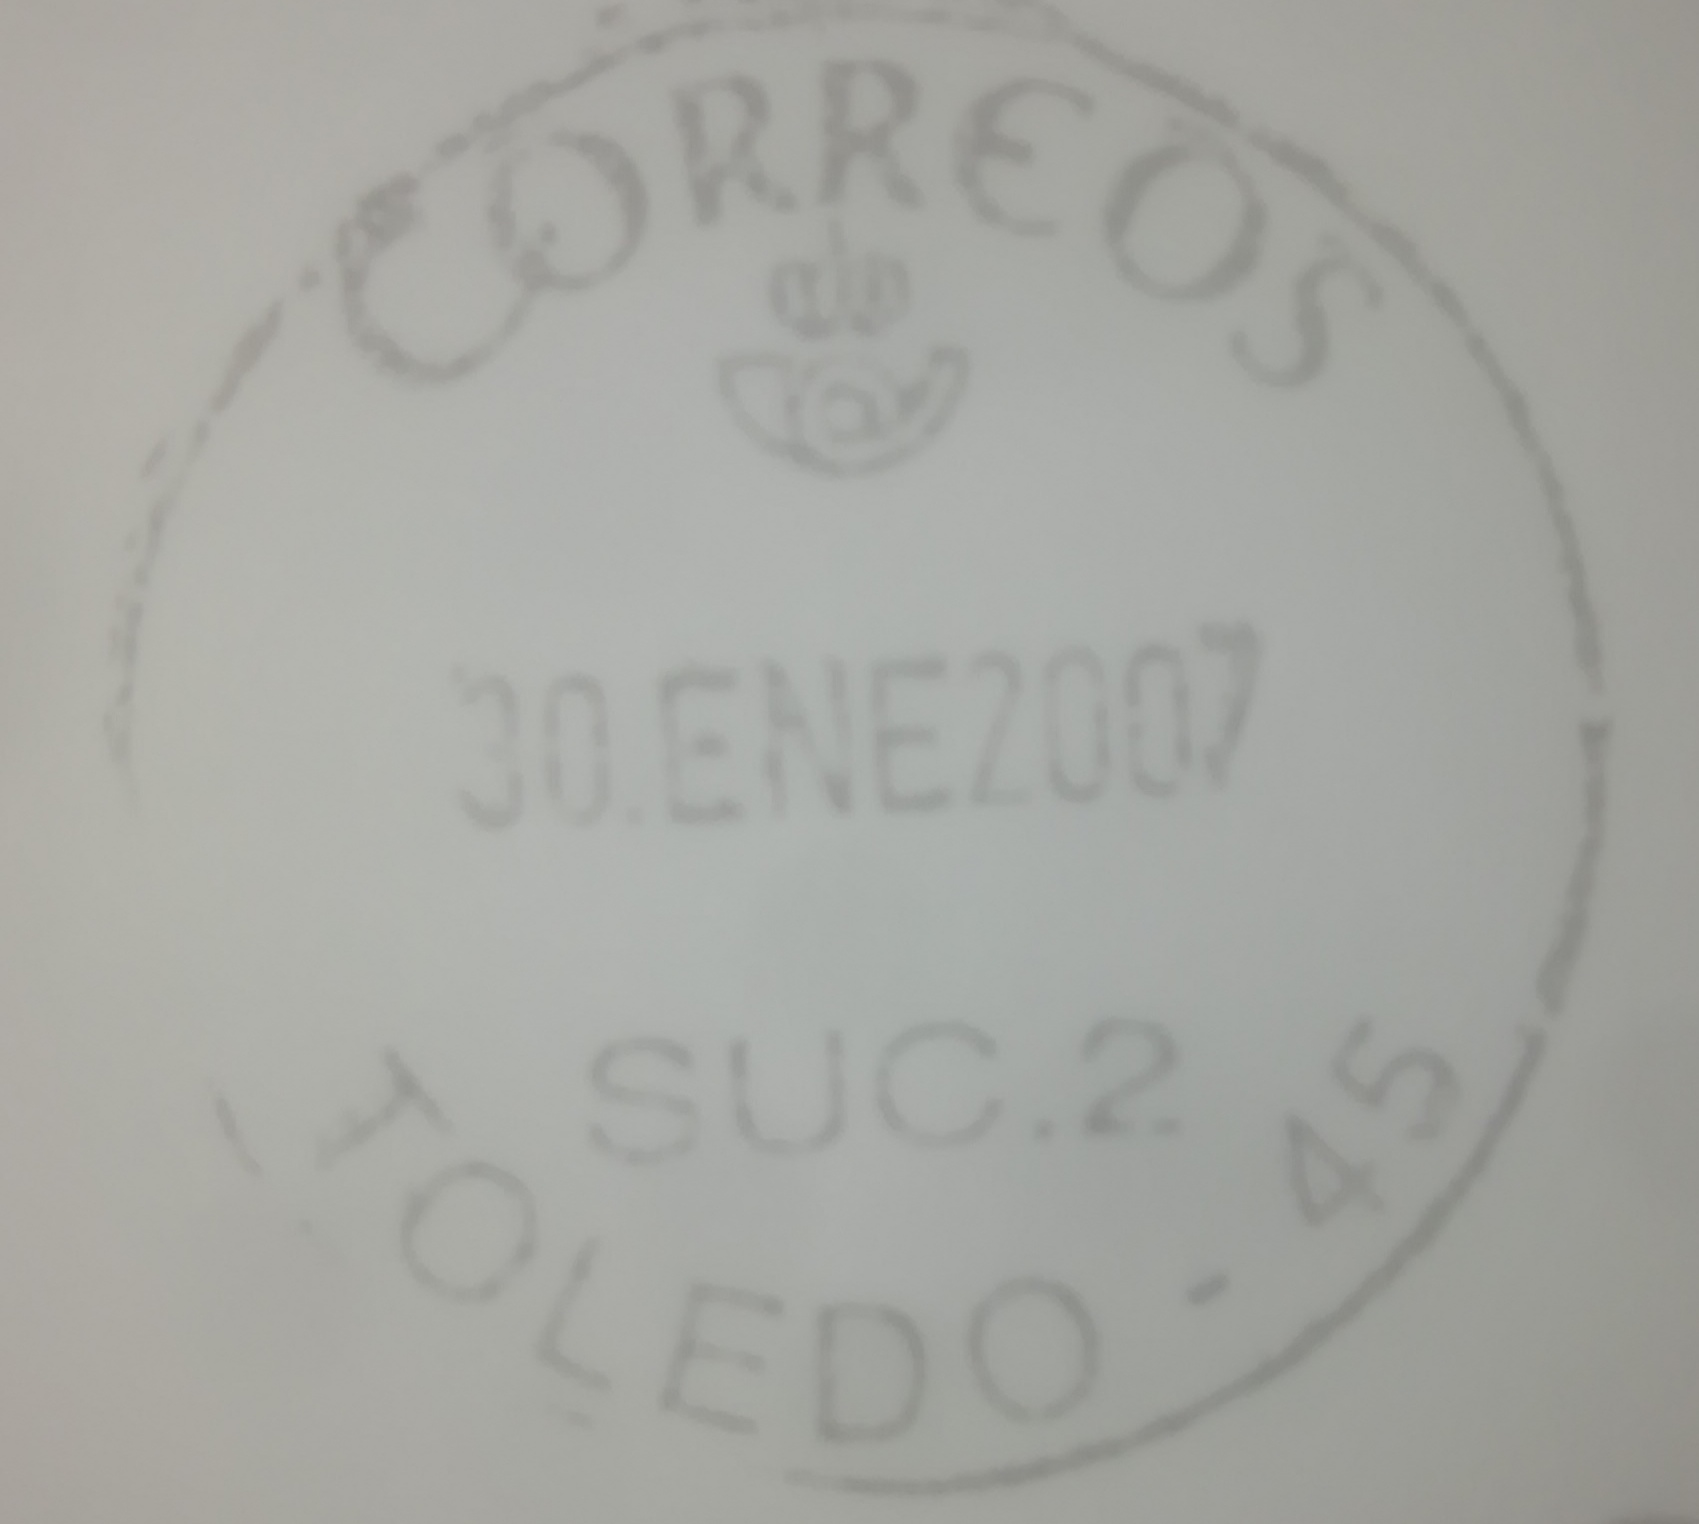 CORREOS
30.ENE2007
SUC.2
TOLEDO - 45